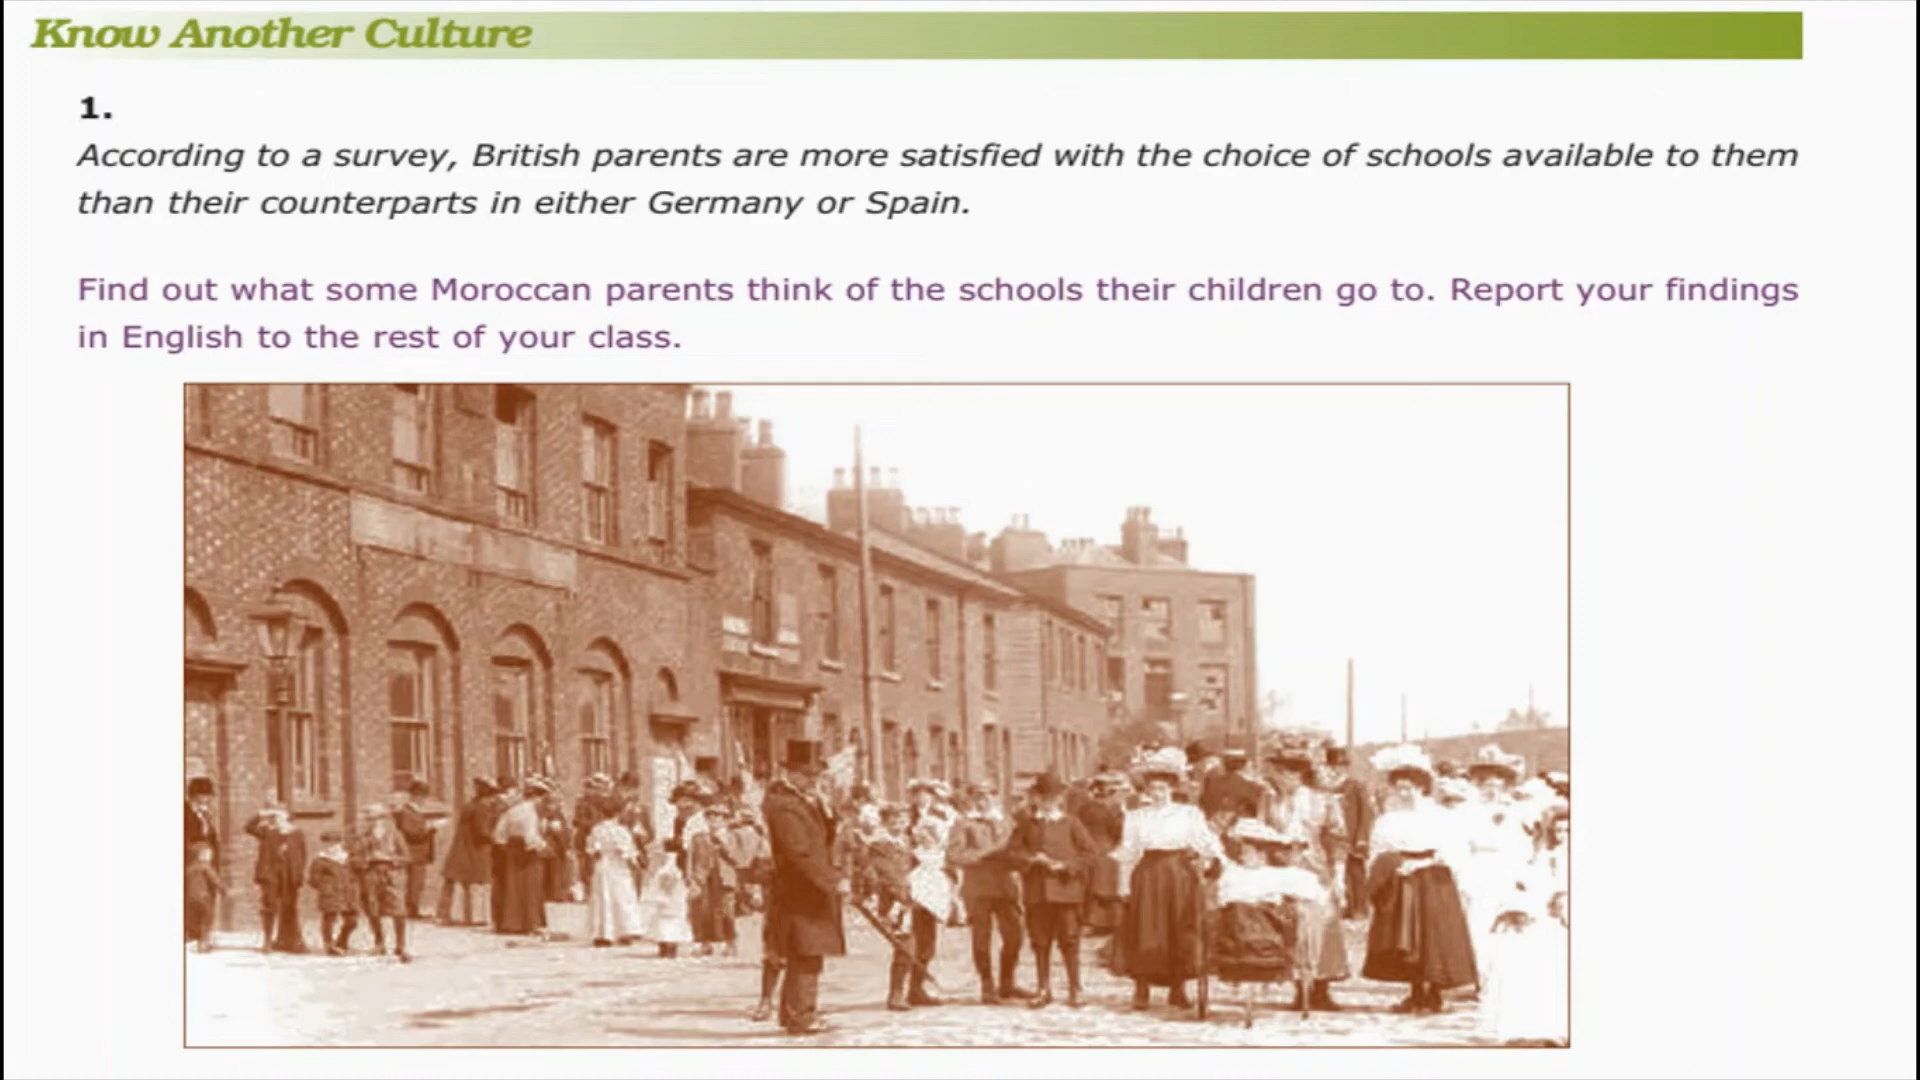 Know Another Culture
1.
According to a survey, British parents are more satisfied with the choice of schools available to them
than their counterparts in either Germany or Spain.
Find out what some Moroccan parents think of the schools their children go to. Report your findings
in English to the rest of your class.